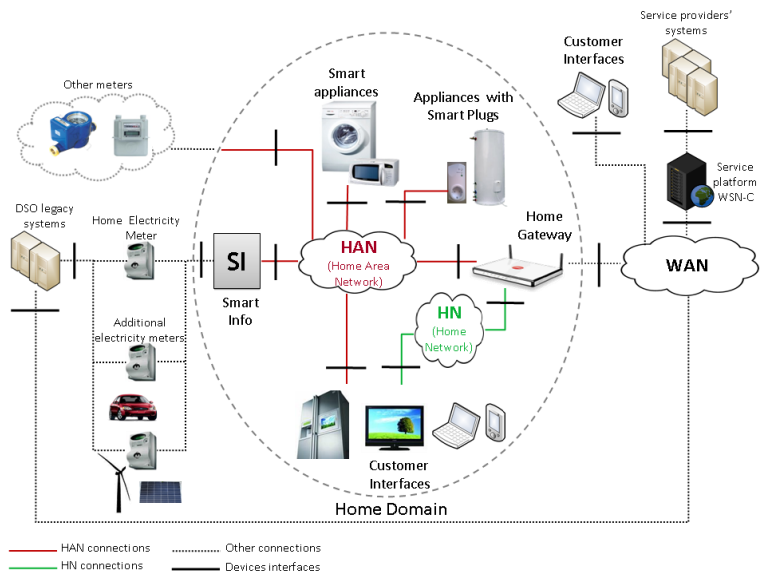 Service providers'
systems
Customer
Interfaces
Smart
appliances
Other meters
Appliances with
Smart Plugs
Service
platform
WSN-C
DSO legacy
systems
Home Electricity
Meter
Home
Gateway
SI
HAN
(Home Area
Network)
WAN
Smart
Info
HN
(Home
Network)
Additional
electricity meters
Customer
Interfaces
Home Domain
HAN connections
Other connections
HN connections
Devices interfaces